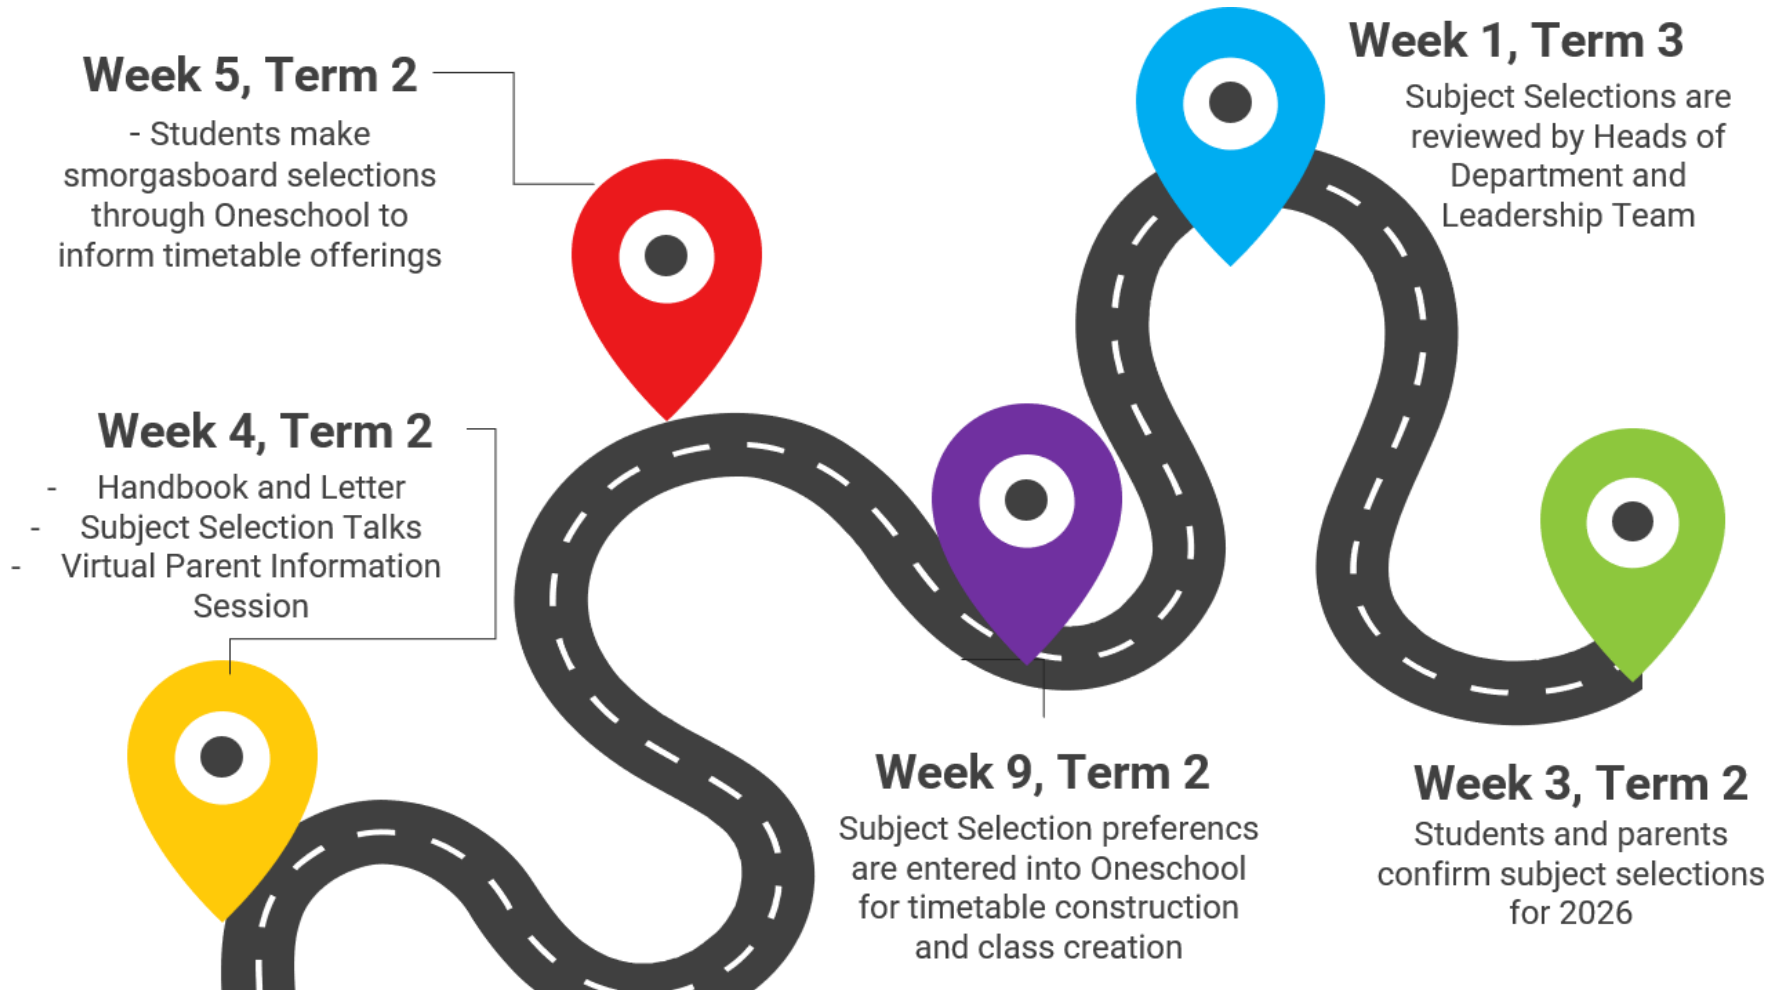 Week 5, Term 2
- Students make
smorgasboard selections
through Oneschool to
inform timetable offerings
Week 4, Term 2
- Handbook and Letter
- Subject Selection Talks
- Virtual Parent Information
Session
Week 9, Term 2
Subject Selection preferencs
are entered into Oneschool
for timetable construction
and class creation
Week 1, Term 3
Subject Selections are
reviewed by Heads of
Department and
Leadership Team
Week 3, Term 2
Students and parents
confirm subject selections
for 2026